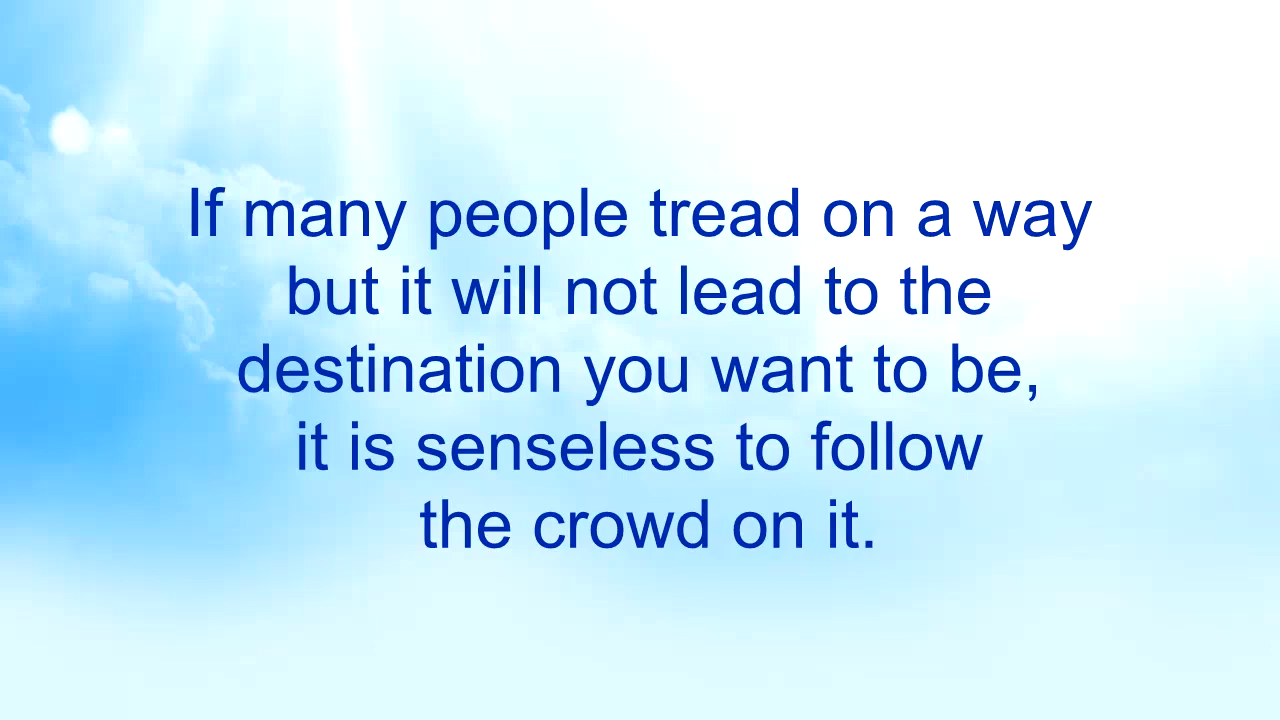 If many people tread on a way
but it will not lead to the
destination you want to be,
it is senseless to follow
the crowd on it.